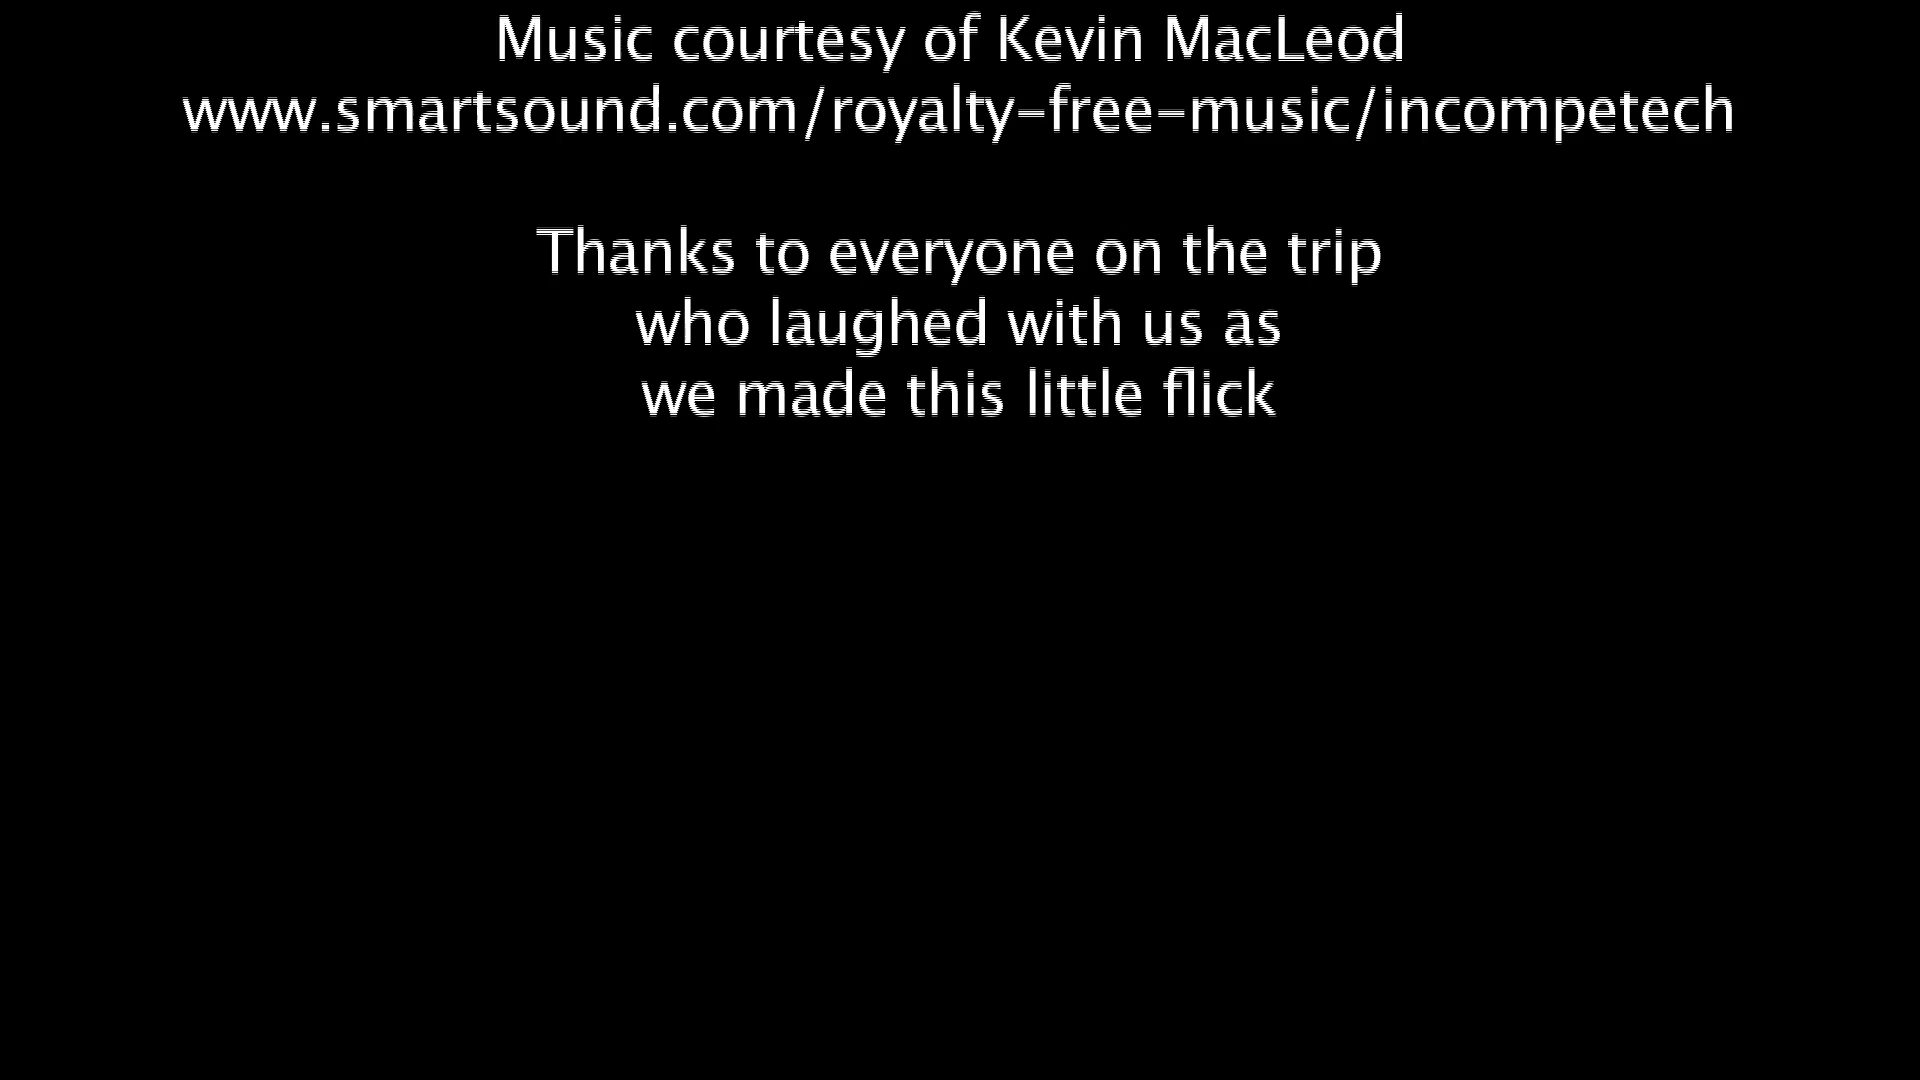 Music courtesy of Kevin MacLeod
www.smartsound.com/royalty-free-music/incompetech
Thanks to everyone on the trip
who laughed with us as
we made this little flick